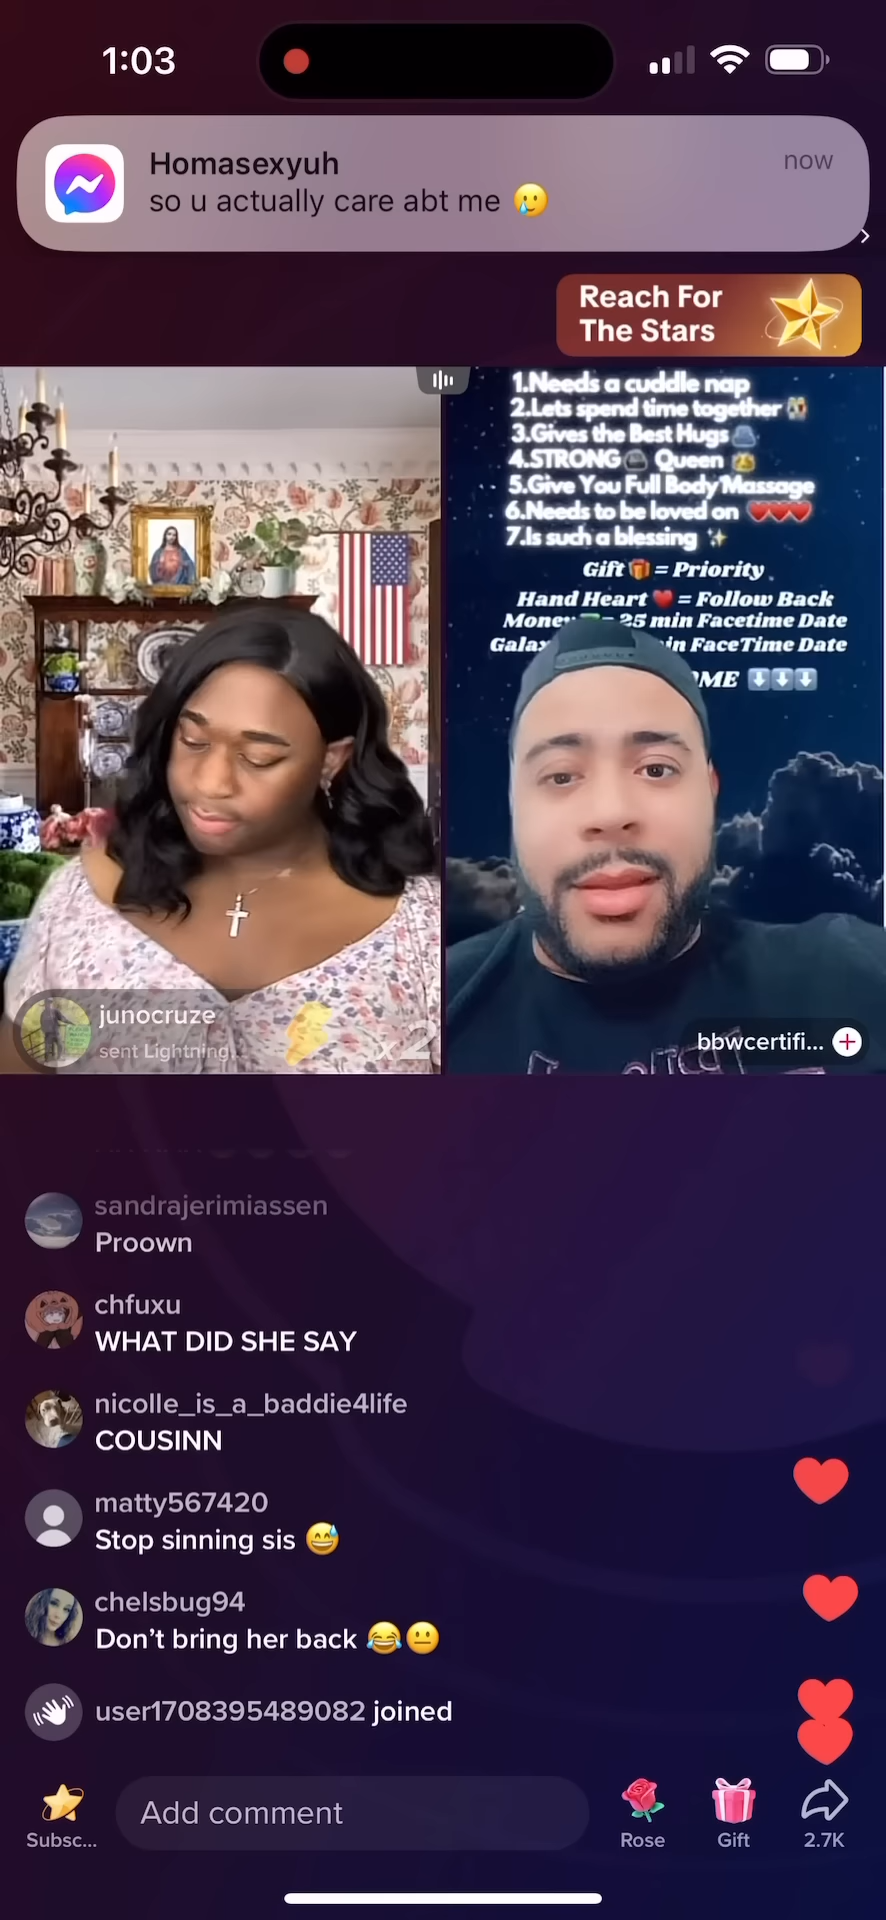 1:03
Homasexyuh
now
so u actually care abt me 🥲
Reach For
The Stars
1.Needs a cuddle nap
2.Lets spend time together
3.Gives the Best Hugs
4.STRONG Queen
5.Give You Full Body Massage
6.Needs to be loved on ❤️❤️❤️
7.Is such a blessing ✨
Gift 🎁 = Priority
Hand Heart ❤️ = Follow Back
25 min Facetime Date
FaceTime Date
⬇️⬇️⬇️
junocruze
sent Lightning...
x2
bbwcertifi...
sandrajerimiassen
Proown
chfuxu
WHAT DID SHE SAY
nicolle_is_a_baddie4life
COUSINN
matty567420
Stop sinning sis 😅
chelsbug94
Don't bring her back 😂😐
user1708395489082 joined
Add comment
Subsc...
Rose
Gift
2.7K